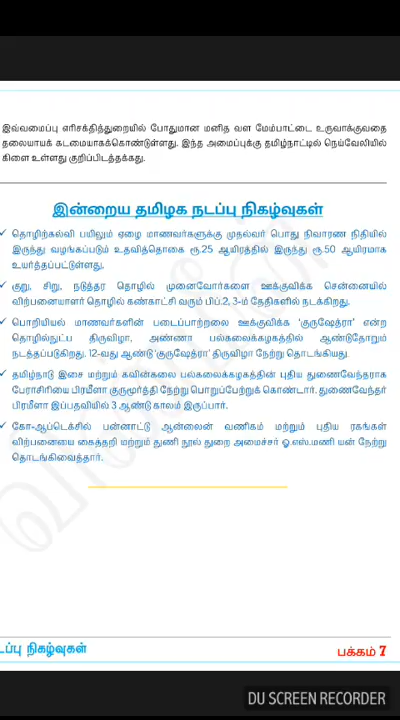 இவ்வமைப்பு எரிசக்தித்துறையில் போதுமான மனித வள மேம்பாட்டை உருவாக்குவதை
தலையாயக் கடமையாகக்கொண்டுள்ளது. இந்த அமைப்புக்கு தமிழ்நாட்டில் நெய்வேலியில்
கிளை உள்ளது குறிப்பிடத்தக்கது.
இன்றைய தமிழக நடப்பு நிகழ்வுகள்
✓ தொழிற்கல்வி பயிலும் ஏழை மாணவர்களுக்கு முதல்வர் பொது நிவாரண நிதியில்
இருந்து வழங்கப்படும் உதவித்தொகை ரூ.25 ஆயிரத்தில் இருந்து ரூ.50 ஆயிரமாக
உயர்த்தப்பட்டுள்ளது.
✓ குறு, சிறு, நடுத்தர தொழில் முனைவோர்களை ஊக்குவிக்க சென்னையில்
விற்பனையாளர் தொழில் கண்காட்சி வரும் பிப்.2, 3-ம் தேதிகளில் நடக்கிறது.
✓ பொறியியல் மாணவர்களின் படைப்பாற்றலை ஊக்குவிக்க ‘குருஷேத்ரா’ என்ற
தொழில்நுட்ப திருவிழா, அண்ணா பல்கலைக்கழகத்தில் ஆண்டுதோறும்
நடத்தப்படுகிறது. 12-வது ஆண்டு ‘குருஷேத்ரா’ திருவிழா நேற்று தொடங்கியது.
✓ தமிழ்நாடு இசை மற்றும் கவின்கலை பல்கலைக்கழகத்தின் புதிய துணைவேந்தராக
பேராசிரியை பிரமீளா குருமூர்த்தி நேற்று பொறுப்பேற்றுக் கொண்டார். துணைவேந்தர்
பிரமீளா இப்பதவியில் 3 ஆண்டு காலம் இருப்பார்.
✓ கோ-ஆப்டெக்சில் பன்னாட்டு ஆன்லைன் வணிகம் மற்றும் புதிய ரகங்கள்
விற்பனையை கைத்தறி மற்றும் துணி நூல் துறை அமைச்சர் ஓ.எஸ்.மணி யன் நேற்று
தொடங்கிவைத்தார்.
டப்பு நிகழ்வுகள்
பக்கம் 7
DU SCREEN RECORDER